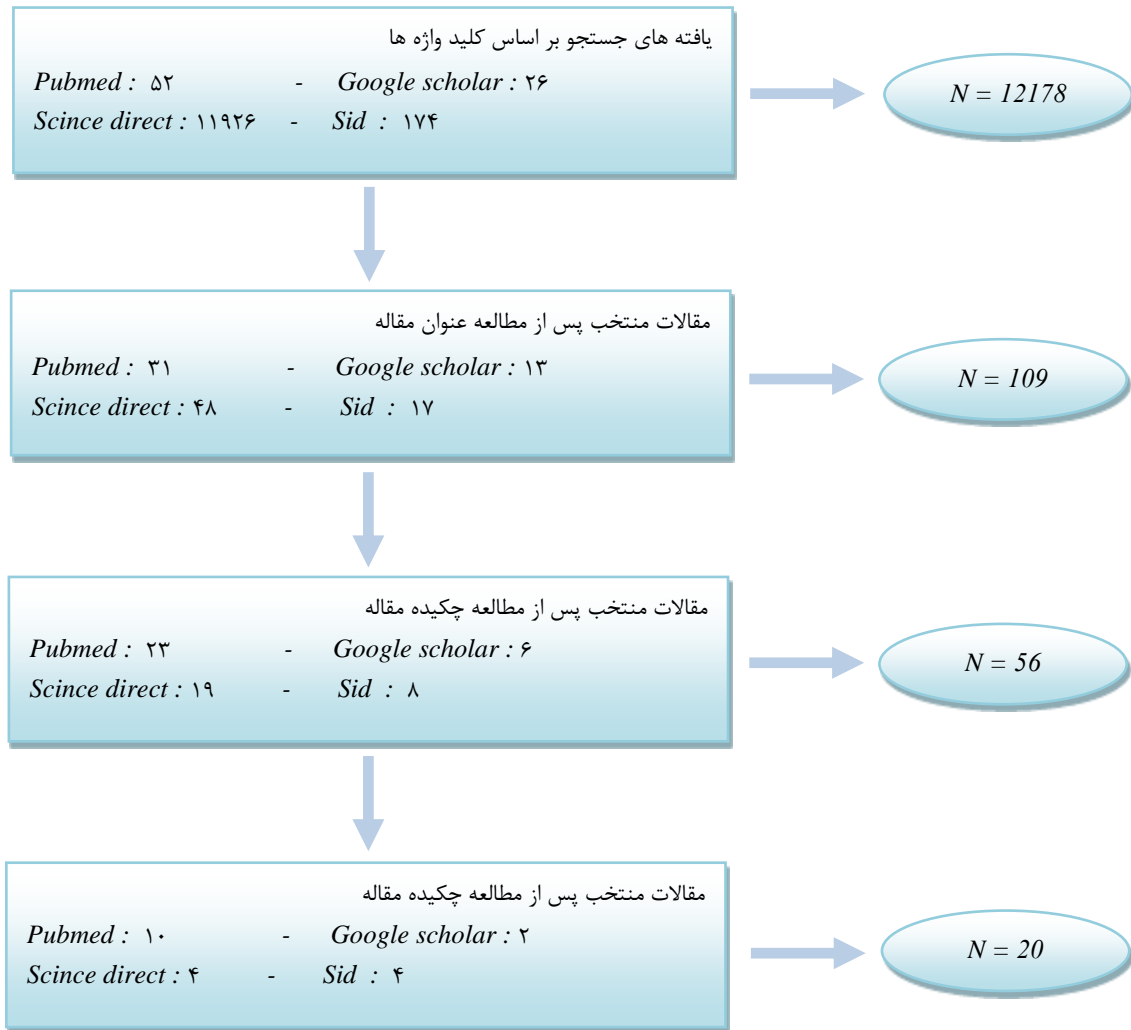 یافته های جستجو بر اساس کلید واژه ها
Pubmed : ۵۲ - Google scholar : ۲۶
Scince direct : ۱۱۹۲۶ - Sid : ۱۷۴
N = 12178
مقالات منتخب پس از مطالعه عنوان مقاله
Pubmed : ۳۱ - Google scholar : ۱۳
Scince direct : ۴۸ - Sid : ۱۷
N = 109
مقالات منتخب پس از مطالعه چکیده مقاله
Pubmed : ۲۳ - Google scholar : ۶
Scince direct : ۱۹ - Sid : ۸
N = 56
مقالات منتخب پس از مطالعه چکیده مقاله
Pubmed : ۱۰ - Google scholar : ۲
Scince direct : ۴ - Sid : ۴
N = 20